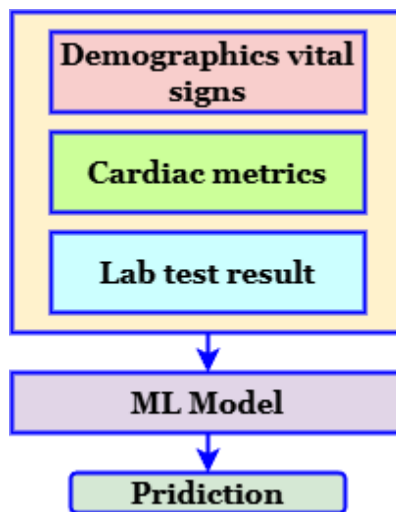 Demographics vital
signs
Cardiac metrics
Lab test result
ML Model
Pridiction